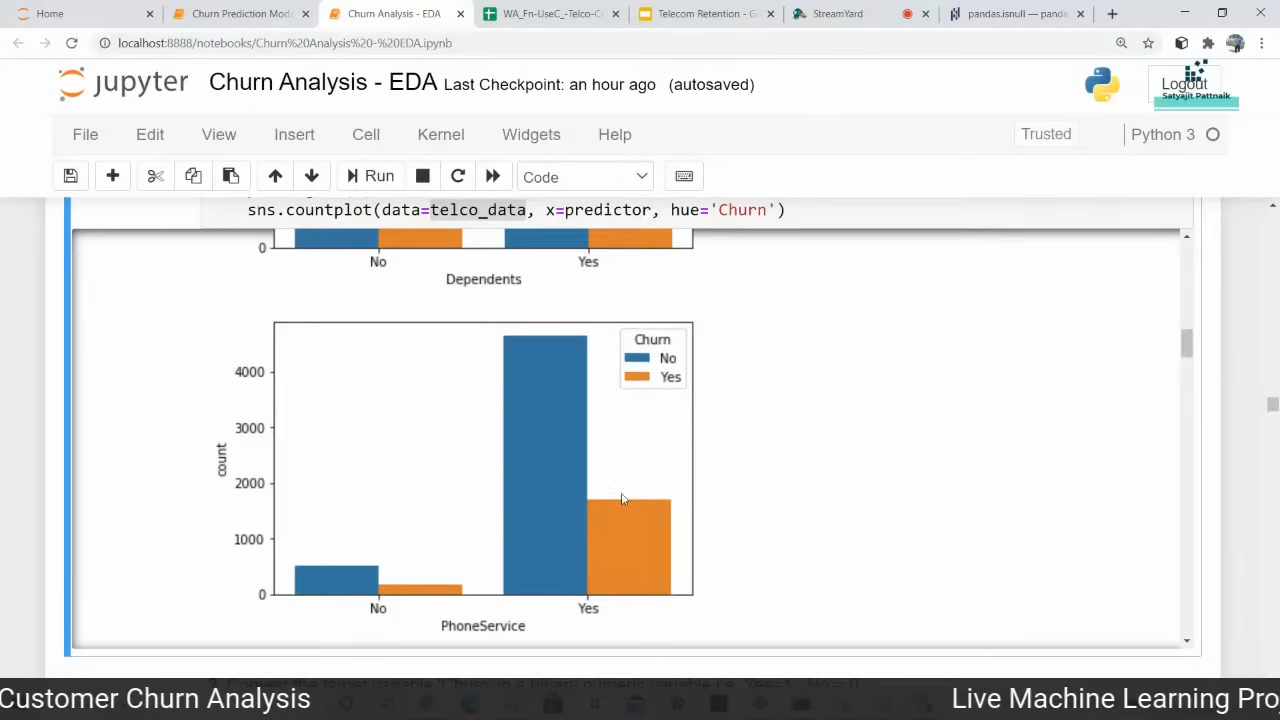 Home
Churn Prediction Mode
Churn Analysis - EDA
WA_Fn-UseC_-Telco-C
Telecom Retention - G
StreamYard
pandas.isnull — panda
localhost:8888/notebooks/Churn%20Analysis%20-%20EDA.ipynb
jupyter Churn Analysis - EDA Last Checkpoint: an hour ago (autosaved)
Logout
Satyajit Pattnaik
File Edit View Insert Cell Kernel Widgets Help Trusted Python 3
Run Code
sns.countplot(data=telco_data, x=predictor, hue='Churn')
0
No Yes
Dependents
Churn
No
Yes
4000
3000
2000
1000
0
count
No Yes
PhoneService
Customer Churn Analysis
Live Machine Learning Pro